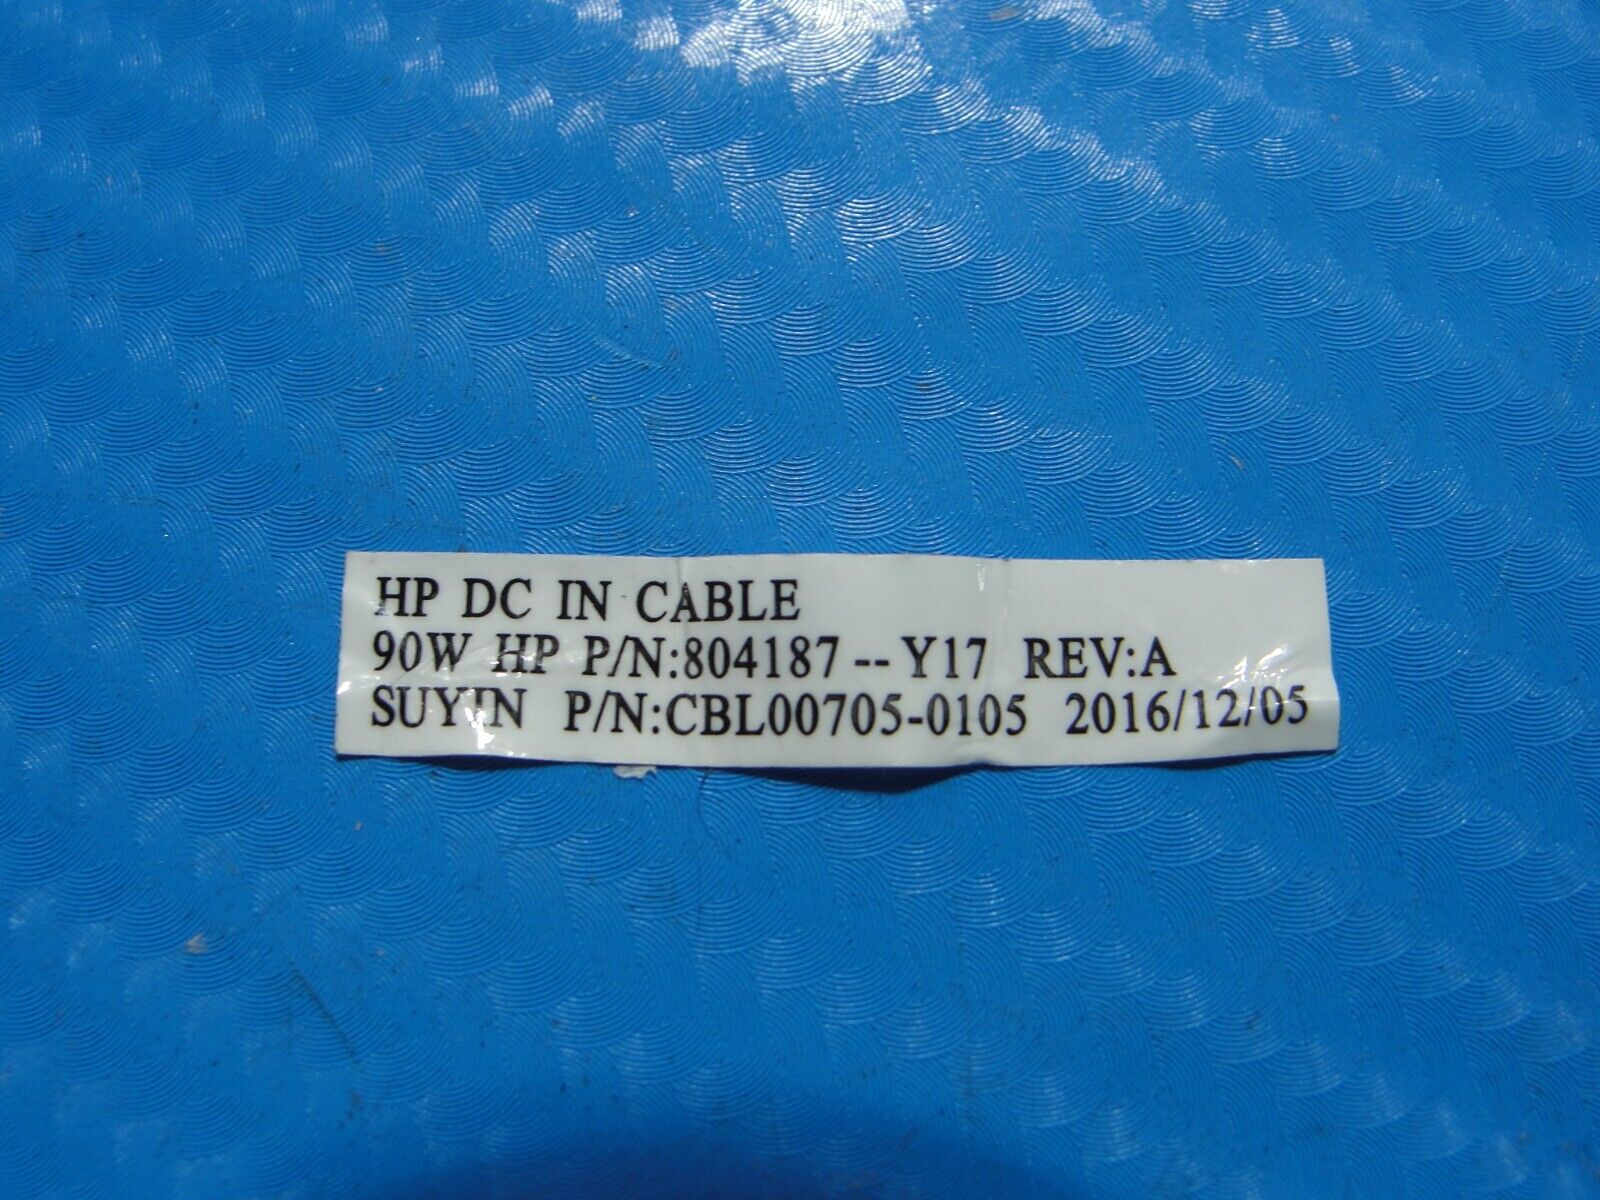 HP DC IN CABLE
90W HP P/N:804187--Y17 REV:A
SUYIN P/N:CBL00705-0105 2016/12/05